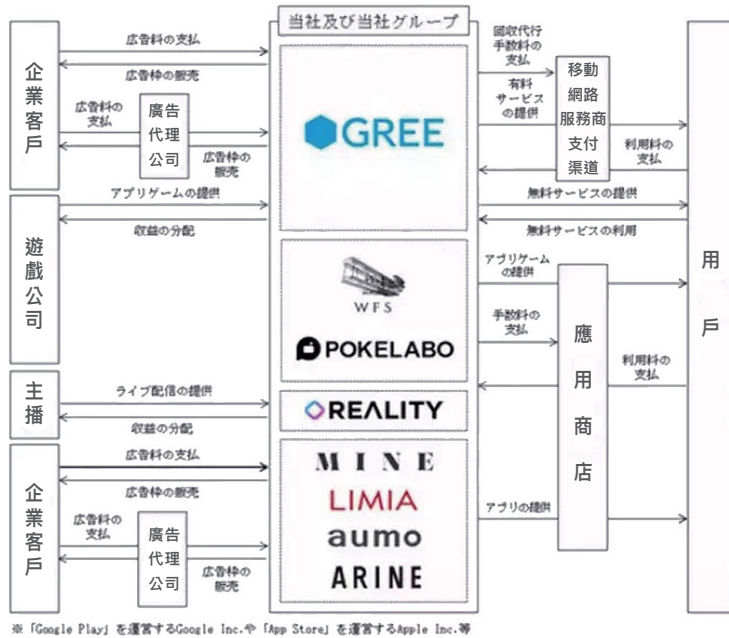 当社及び当社グループ
企業客戶
広告料の支払
広告枠の販売
広告料の
支払
廣告
代理
公司
広告枠の
販売
GREE
回収代行
手数料の
支払
有料
サービス
の提供
移動
網路
服務商
支付
渠道
利用料の
支払
無料サービスの提供
無料サービスの利用
用戶
遊戲公司
アプリゲームの提供
収益の分配
WFS
POKELABO
アプリゲーム
の提供
手数料の
支払
應用商店
利用料の
支払
主播
ライブ配信の提供
収益の分配
REALITY
企業客戶
広告料の支払
広告枠の販売
広告料の
支払
廣告
代理
公司
広告枠の
販売
MINE
LIMIA
aumo
ARINE
アプリの提供
※「Google Play」を運営するGoogle Inc.や「App Store」を運営するApple Inc.等